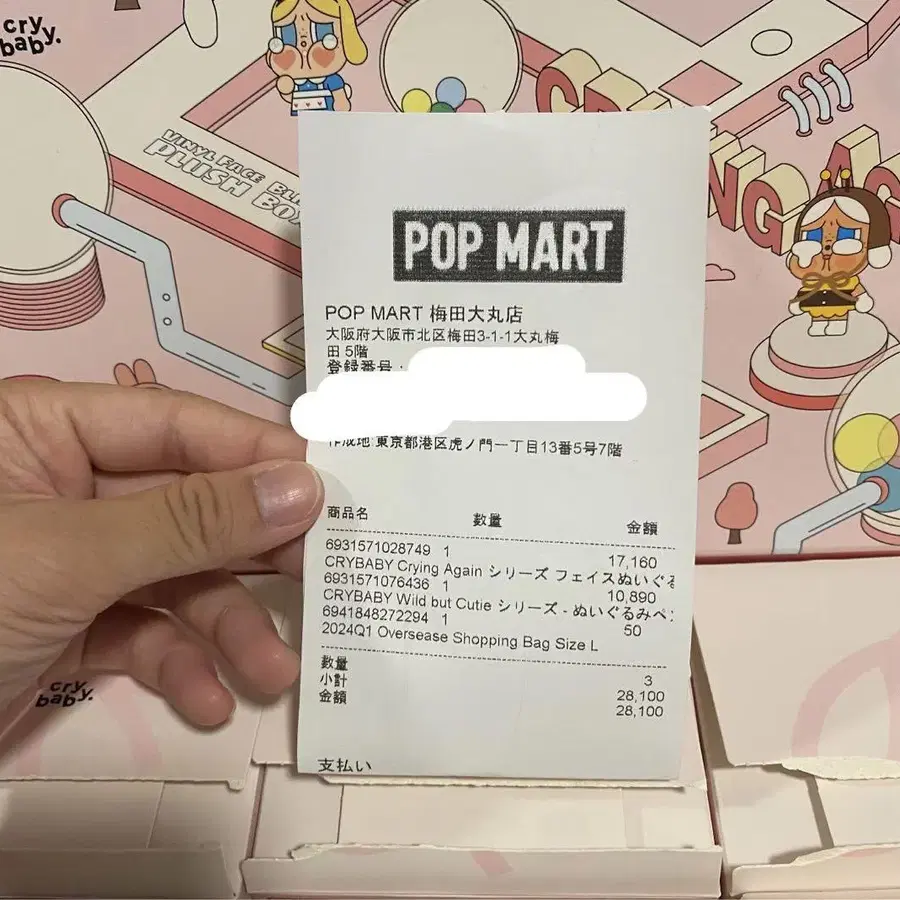 cry
baby.
VINYL FACE
PLUSH
CRYING AG
POP MART
POP MART 梅田大丸店
大阪府大阪市北区梅田3-1-1大丸梅
田 5階
登録番号:
作成地:東京都港区虎ノ門一丁目13番5号7階
商品名 数量 金額
6931571028749 1 17,160
CRYBABY Crying Again シリーズ フェイスぬいぐる
6931571076436 1 10,890
CRYBABY Wild but Cutie シリーズ - ぬいぐるみペン
6941848272294 1 50
2024Q1 Oversease Shopping Bag Size L
数量 3
小計 28,100
金額 28,100
支払い
cry
baby.